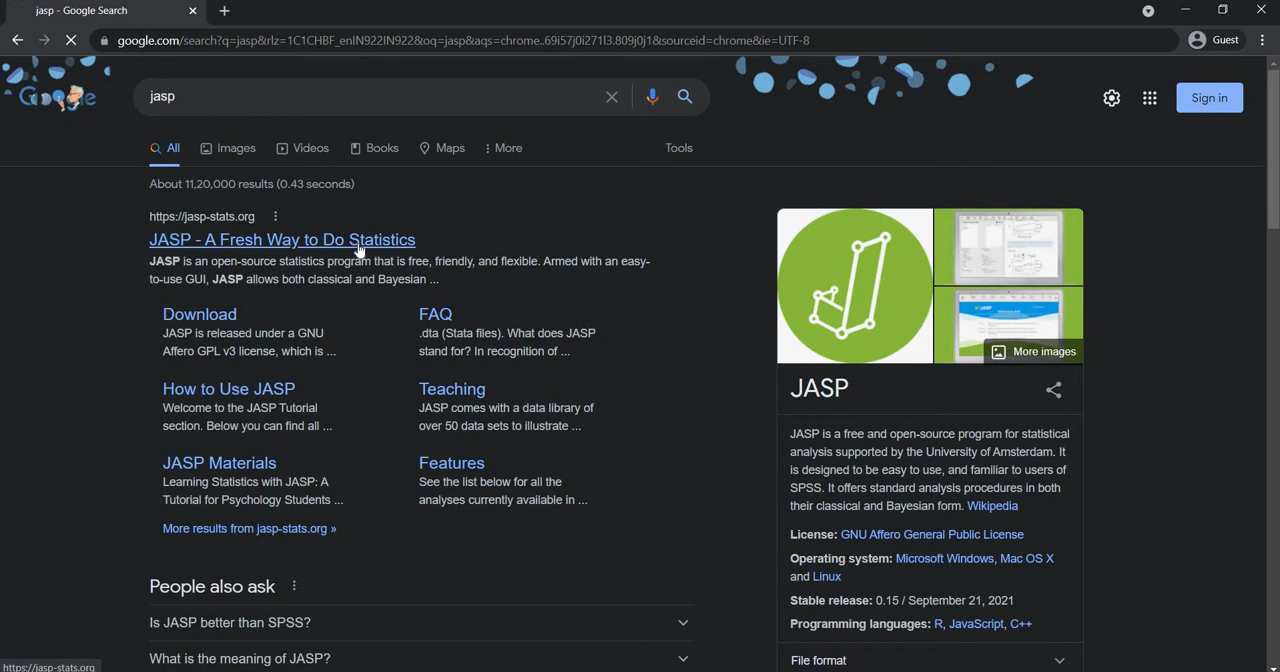 jasp - Google Search
google.com/search?q=jasp&rlz=1C1CHBF_enIN922IN922&oq=jasp&aqs=chrome..69i57j0i271l3.809j0j1&sourceid=chrome&ie=UTF-8
Guest
Google
jasp
Sign in
All
Images
Videos
Books
Maps
More
Tools
About 11,20,000 results (0.43 seconds)
https://jasp-stats.org
JASP - A Fresh Way to Do Statistics
JASP is an open-source statistics program that is free, friendly, and flexible. Armed with an easy-
to-use GUI, JASP allows both classical and Bayesian ...
Download
JASP is released under a GNU
Affero GPL v3 license, which is ...
FAQ
.dta (Stata files). What does JASP
stand for? In recognition of ...
How to Use JASP
Welcome to the JASP Tutorial
section. Below you can find all ...
Teaching
JASP comes with a data library of
over 50 data sets to illustrate ...
JASP Materials
Learning Statistics with JASP: A
Tutorial for Psychology Students ...
Features
See the list below for all the
analyses currently available in ...
More results from jasp-stats.org »
People also ask
Is JASP better than SPSS?
What is the meaning of JASP?
https://jasp-stats.org
More images
JASP
JASP is a free and open-source program for statistical
analysis supported by the University of Amsterdam. It
is designed to be easy to use, and familiar to users of
SPSS. It offers standard analysis procedures in both
their classical and Bayesian form. Wikipedia
License: GNU Affero General Public License
Operating system: Microsoft Windows, Mac OS X
and Linux
Stable release: 0.15 / September 21, 2021
Programming languages: R, JavaScript, C++
File format